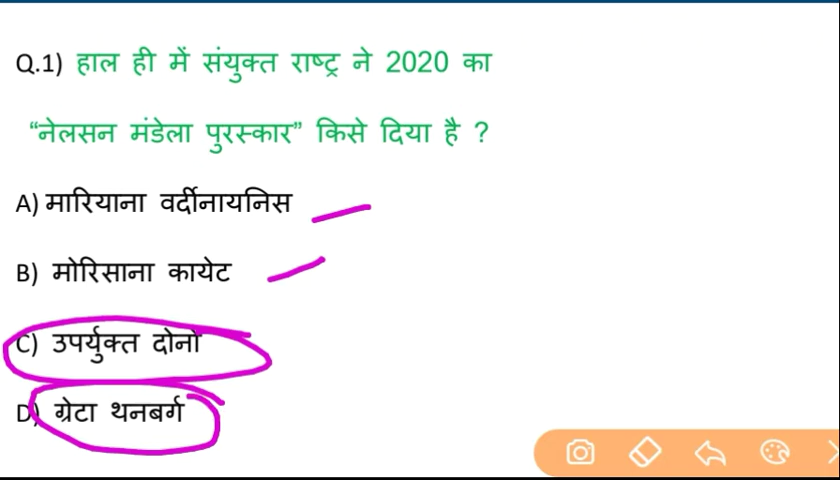 Q.1) हाल ही में संयुक्त राष्ट्र ने 2020 का
“नेलसन मंडेला पुरस्कार” किसे दिया है ?
A) मारियाना वर्दीनायनिस
B) मोरिसाना कायेट
C) उपर्युक्त दोनो
D) ग्रेटा थनबर्ग